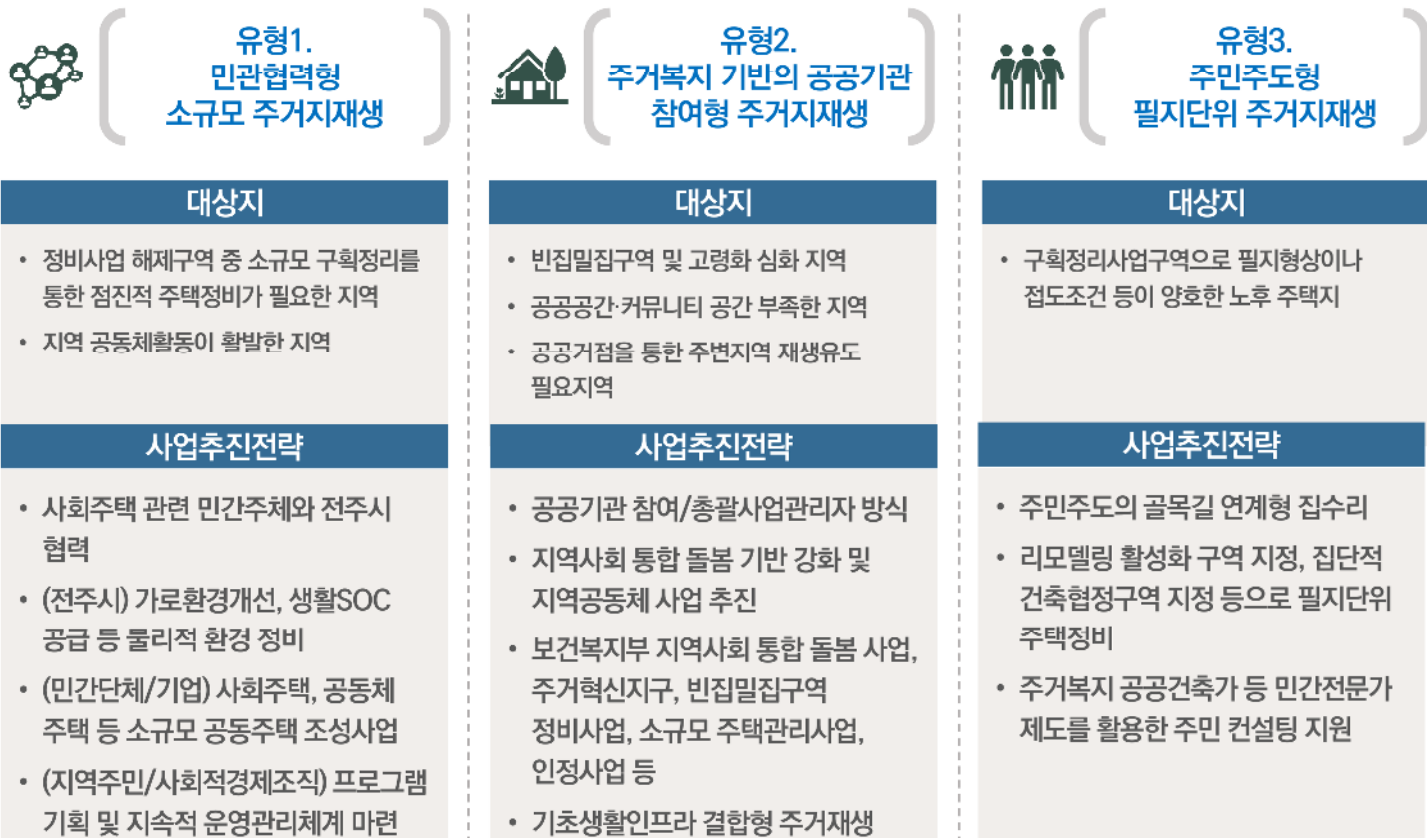 유형1.
민관협력형
소규모 주거지재생
대상지
• 정비사업 해제구역 중 소규모 구획정리를
통한 점진적 주택정비가 필요한 지역
• 지역 공동체활동이 활발한 지역
사업추진전략
• 사회주택 관련 민간주체와 전주시
협력
• (전주시) 가로환경개선, 생활SOC
공급 등 물리적 환경 정비
• (민간단체/기업) 사회주택, 공동체
주택 등 소규모 공동주택 조성사업
• (지역주민/사회적경제조직) 프로그램
기획 및 지속적 운영관리체계 마련
유형2.
주거복지 기반의 공공기관
참여형 주거지재생
대상지
• 빈집밀집구역 및 고령화 심화 지역
• 공공공간·커뮤니티 공간 부족한 지역
• 공공거점을 통한 주변지역 재생유도
필요지역
사업추진전략
• 공공기관 참여/총괄사업관리자 방식
• 지역사회 통합 돌봄 기반 강화 및
지역공동체 사업 추진
• 보건복지부 지역사회 통합 돌봄 사업,
주거혁신지구, 빈집밀집구역
정비사업, 소규모 주택관리사업,
인정사업 등
• 기초생활인프라 결합형 주거재생
유형3.
주민주도형
필지단위 주거지재생
대상지
• 구획정리사업구역으로 필지형상이나
접도조건 등이 양호한 노후 주택지
사업추진전략
• 주민주도의 골목길 연계형 집수리
• 리모델링 활성화 구역 지정, 집단적
건축협정구역 지정 등으로 필지단위
주택정비
• 주거복지 공공건축가 등 민간전문가
제도를 활용한 주민 컨설팅 지원